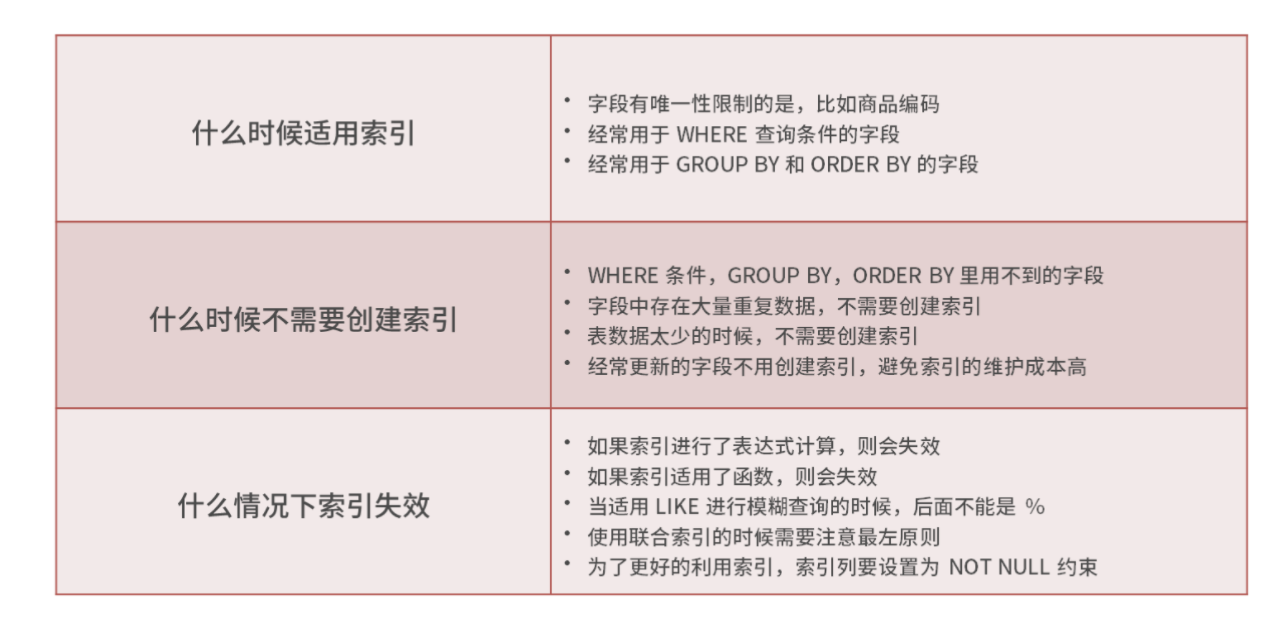 什么时候适用索引
• 字段有唯一性限制的是，比如商品编码
• 经常用于 WHERE 查询条件的字段
• 经常用于 GROUP BY 和 ORDER BY 的字段
什么时候不需要创建索引
• WHERE 条件，GROUP BY，ORDER BY 里用不到的字段
• 字段中存在大量重复数据，不需要创建索引
• 表数据太少的时候，不需要创建索引
• 经常更新的字段不用创建索引，避免索引的维护成本高
什么情况下索引失效
• 如果索引进行了表达式计算，则会失效
• 如果索引适用了函数，则会失效
• 当适用 LIKE 进行模糊查询的时候，后面不能是 %
• 使用联合索引的时候需要注意最左原则
• 为了更好的利用索引，索引列要设置为 NOT NULL 约束